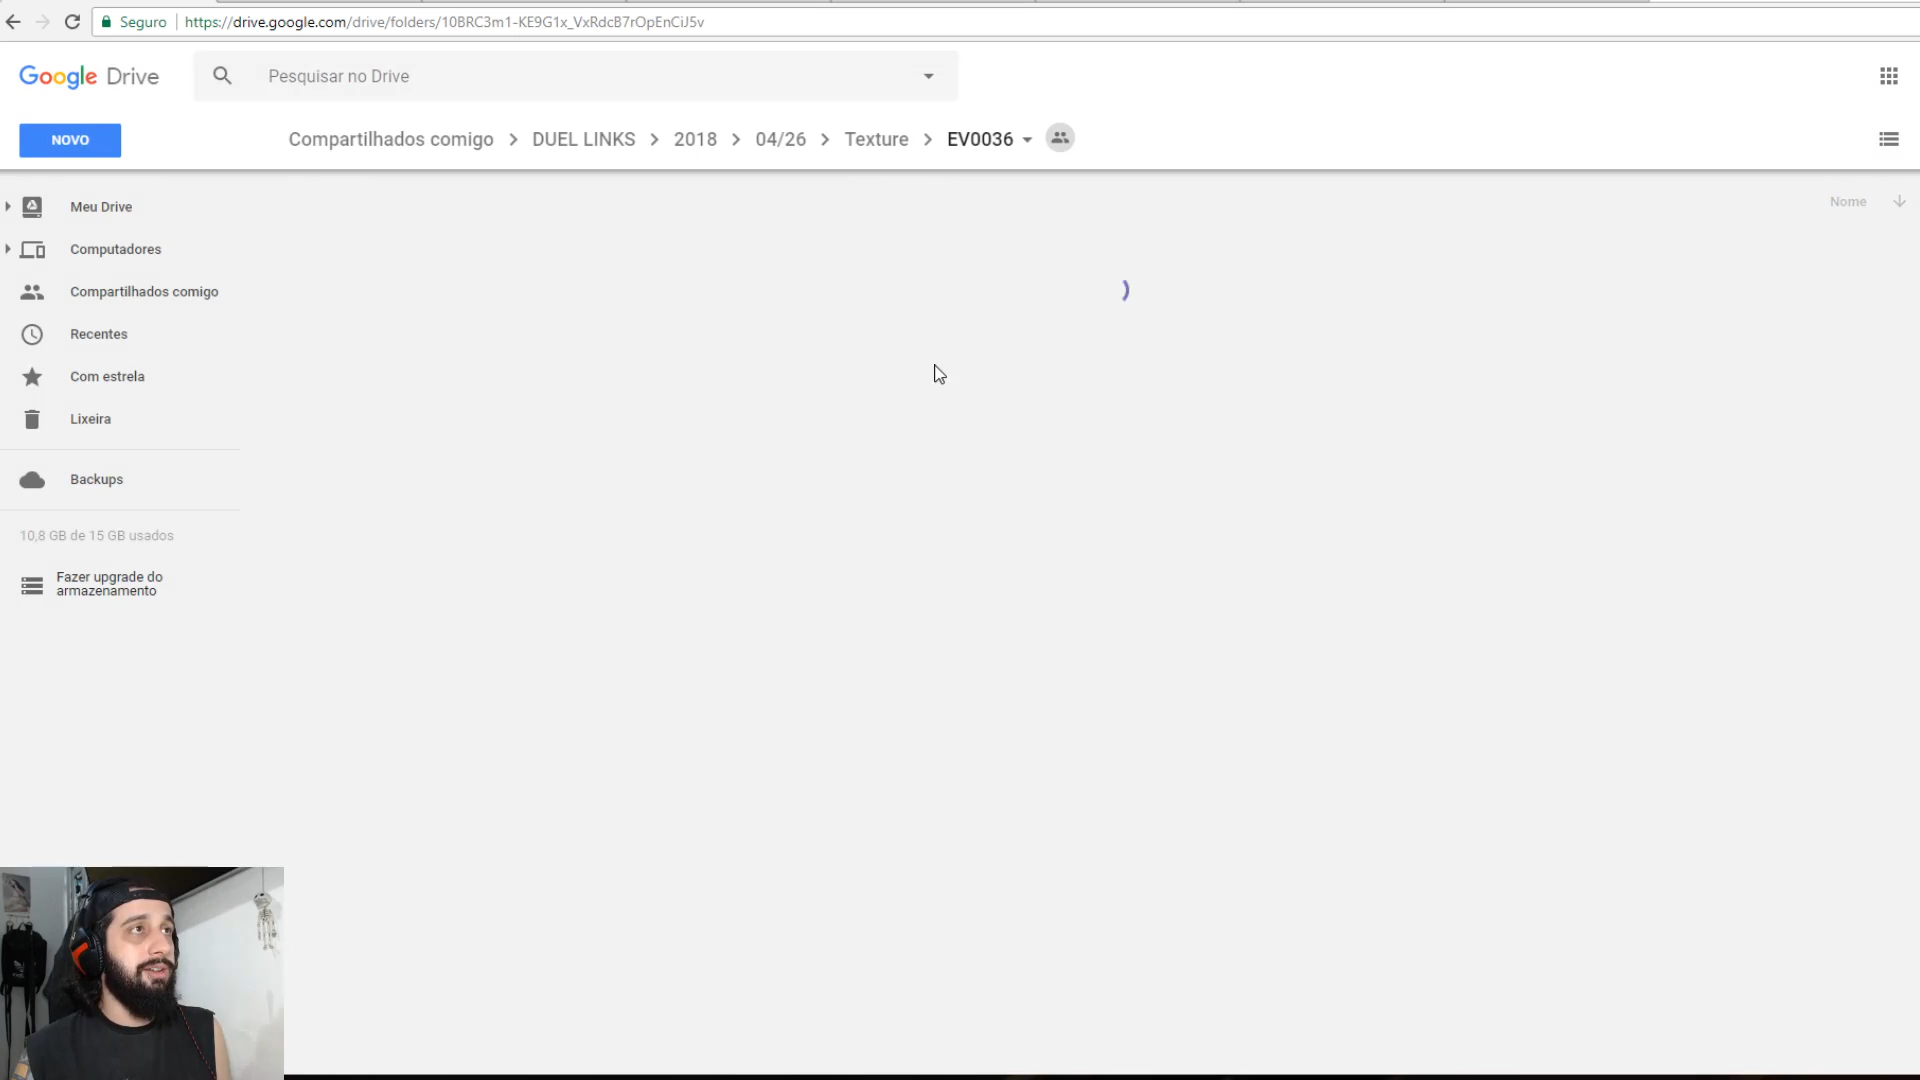 Seguro
https://drive.google.com/drive/folders/10BRC3m1-KE9G1x_VxRdcB7rOpEnCiJ5v
Google Drive
Pesquisar no Drive
NOVO
Compartilhados comigo > DUEL LINKS > 2018 > 04/26 > Texture > EV0036
Nome
Meu Drive
Computadores
Compartilhados comigo
Recentes
Com estrela
Lixeira
Backups
10,8 GB de 15 GB usados
Fazer upgrade do
armazenamento